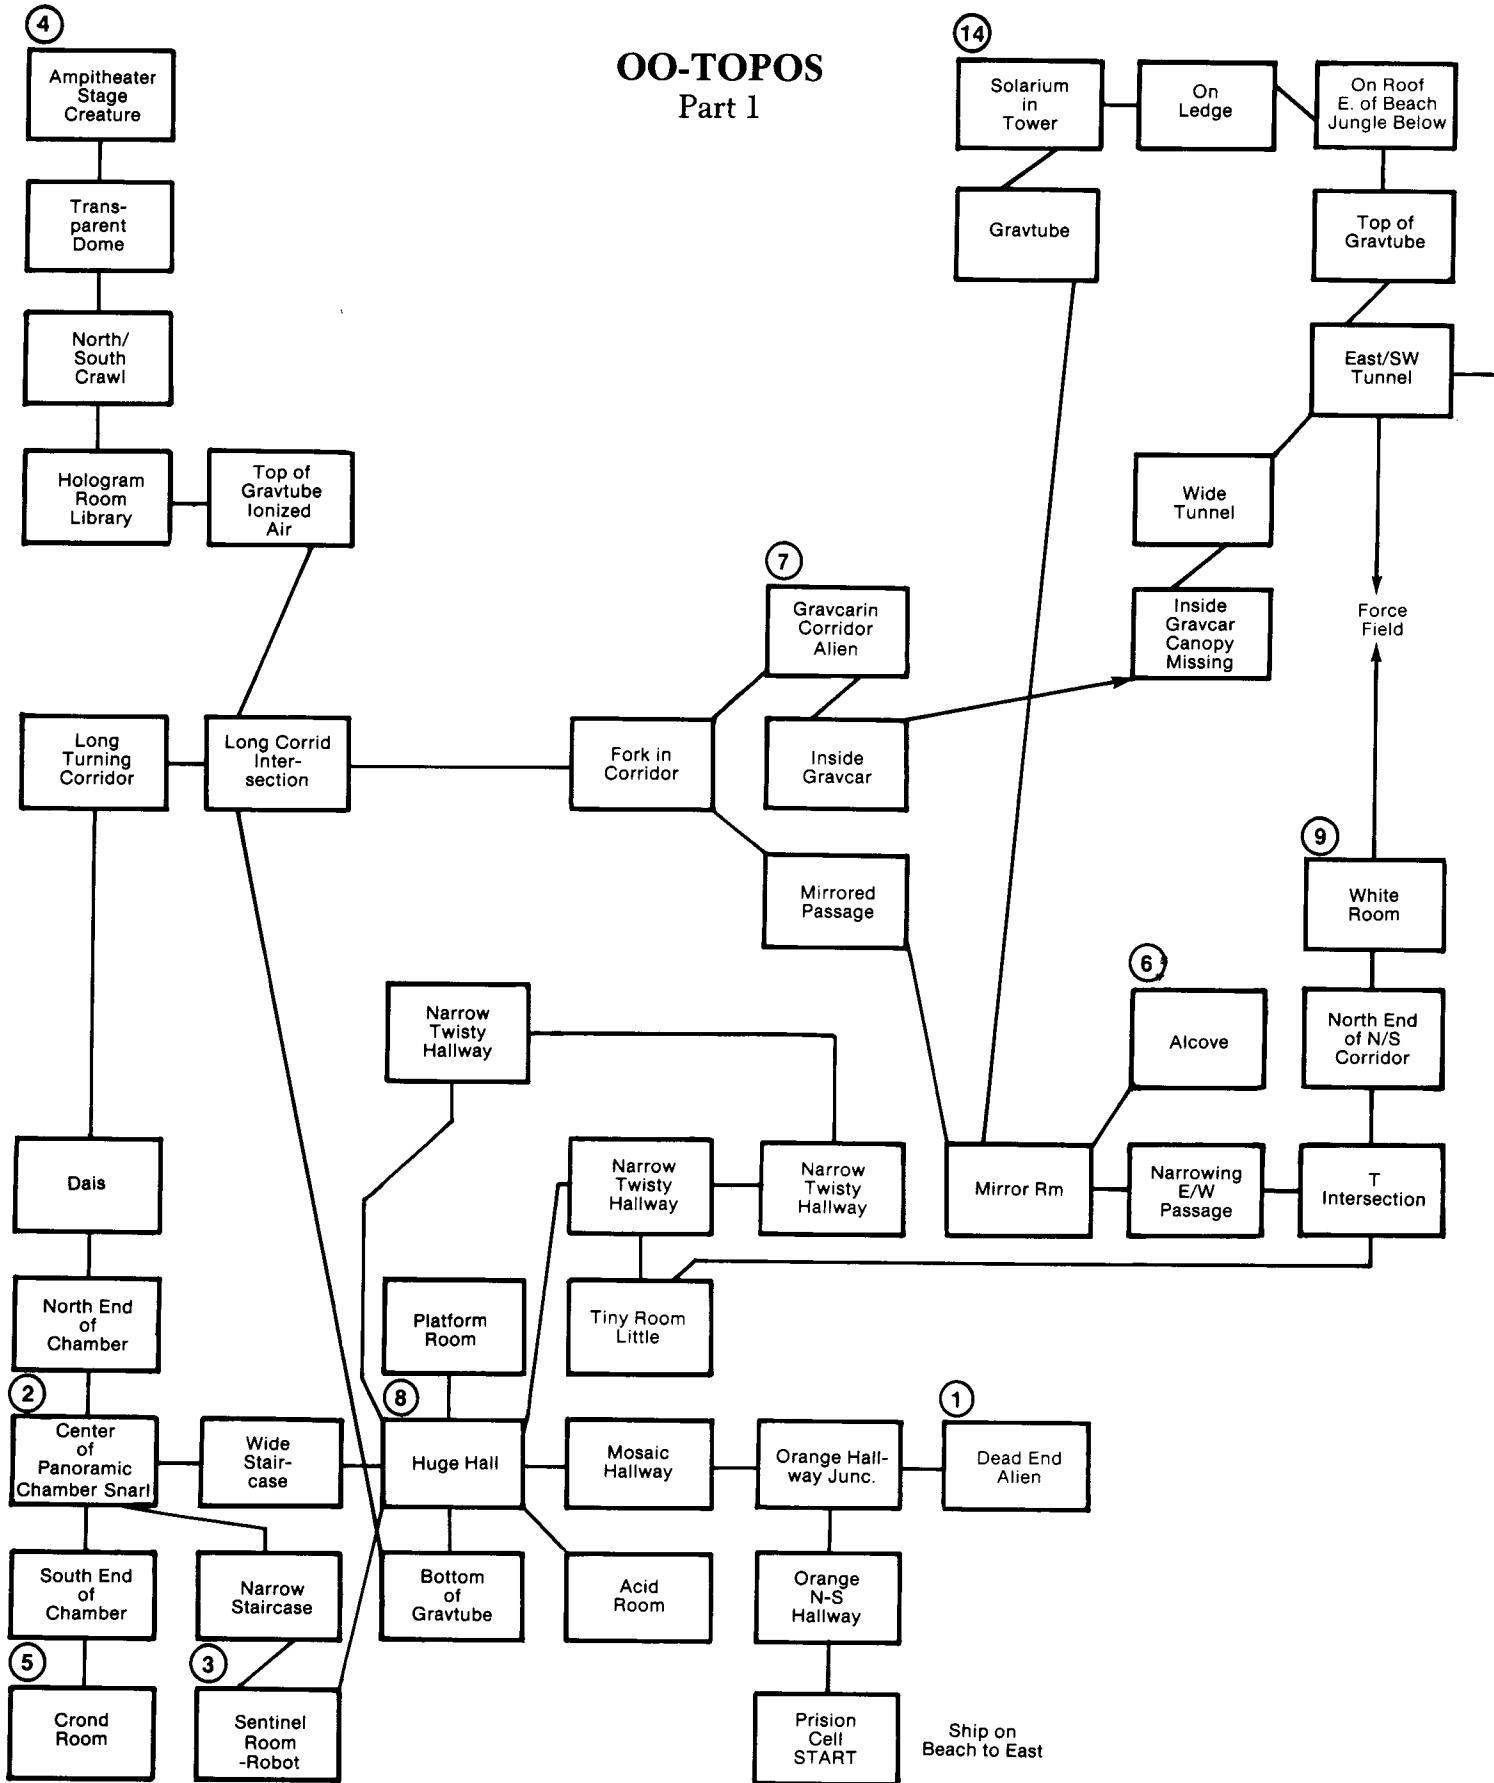 OO-TOPOS
Part 1
4
Ampitheater
Stage
Creature
Trans-
parent
Dome
North/
South
Crawl
Hologram
Room
Library
Top of
Gravtube
Ionized
Air
14
Solarium
in
Tower
On
Ledge
On Roof
E. of Beach
Jungle Below
Gravtube
Top of
Gravtube
East/SW
Tunnel
Wide
Tunnel
Inside
Gravcar
Canopy
Missing
Force
Field
7
Gravcarin
Corridor
Alien
Long
Turning
Corridor
Long Corrid
Inter-
section
Fork in
Corridor
Inside
Gravcar
Mirrored
Passage
9
White
Room
6
Alcove
North End
of N/S
Corridor
Narrow
Twisty
Hallway
Dais
Narrow
Twisty
Hallway
Narrow
Twisty
Hallway
Mirror Rm
Narrowing
E/W
Passage
T
Intersection
North End
of
Chamber
Platform
Room
Tiny Room
Little
2
Center
of
Panoramic
Chamber Snarl
Wide
Stair-
case
8
Huge Hall
Mosaic
Hallway
Orange Hall-
way Junc.
1
Dead End
Alien
South End
of
Chamber
Narrow
Staircase
Bottom
of
Gravtube
Acid
Room
Orange
N-S
Hallway
5
Crond
Room
3
Sentinel
Room
-Robot
Prision
Cell
START
Ship on
Beach to East